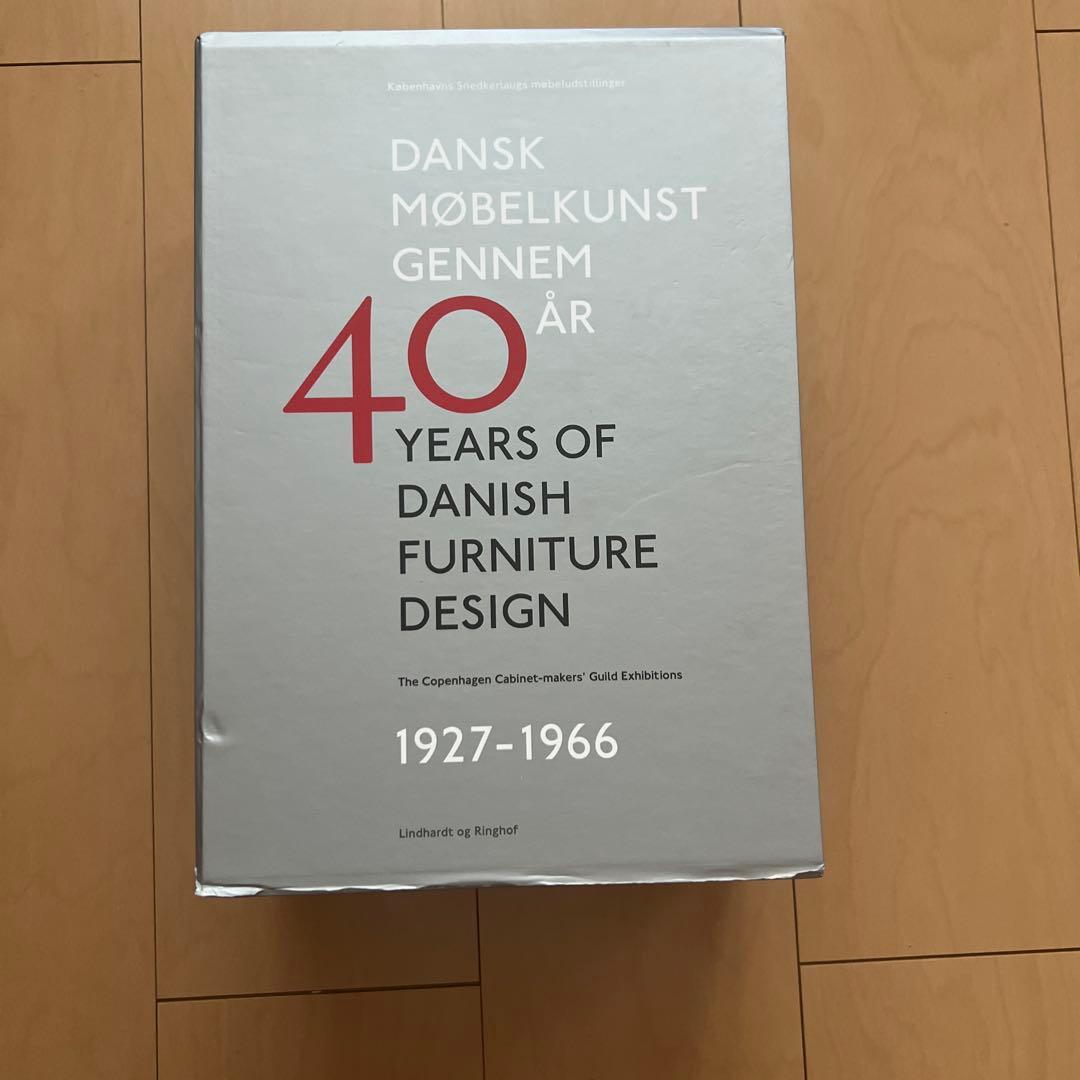 Københavns Snedkerlaugs møbeludstillinger
DANSK
MØBELKUNST
GENNEM
40 ÅR
YEARS OF
DANISH
FURNITURE
DESIGN
The Copenhagen Cabinet-makers' Guild Exhibitions
1927-1966
Lindhardt og Ringhof